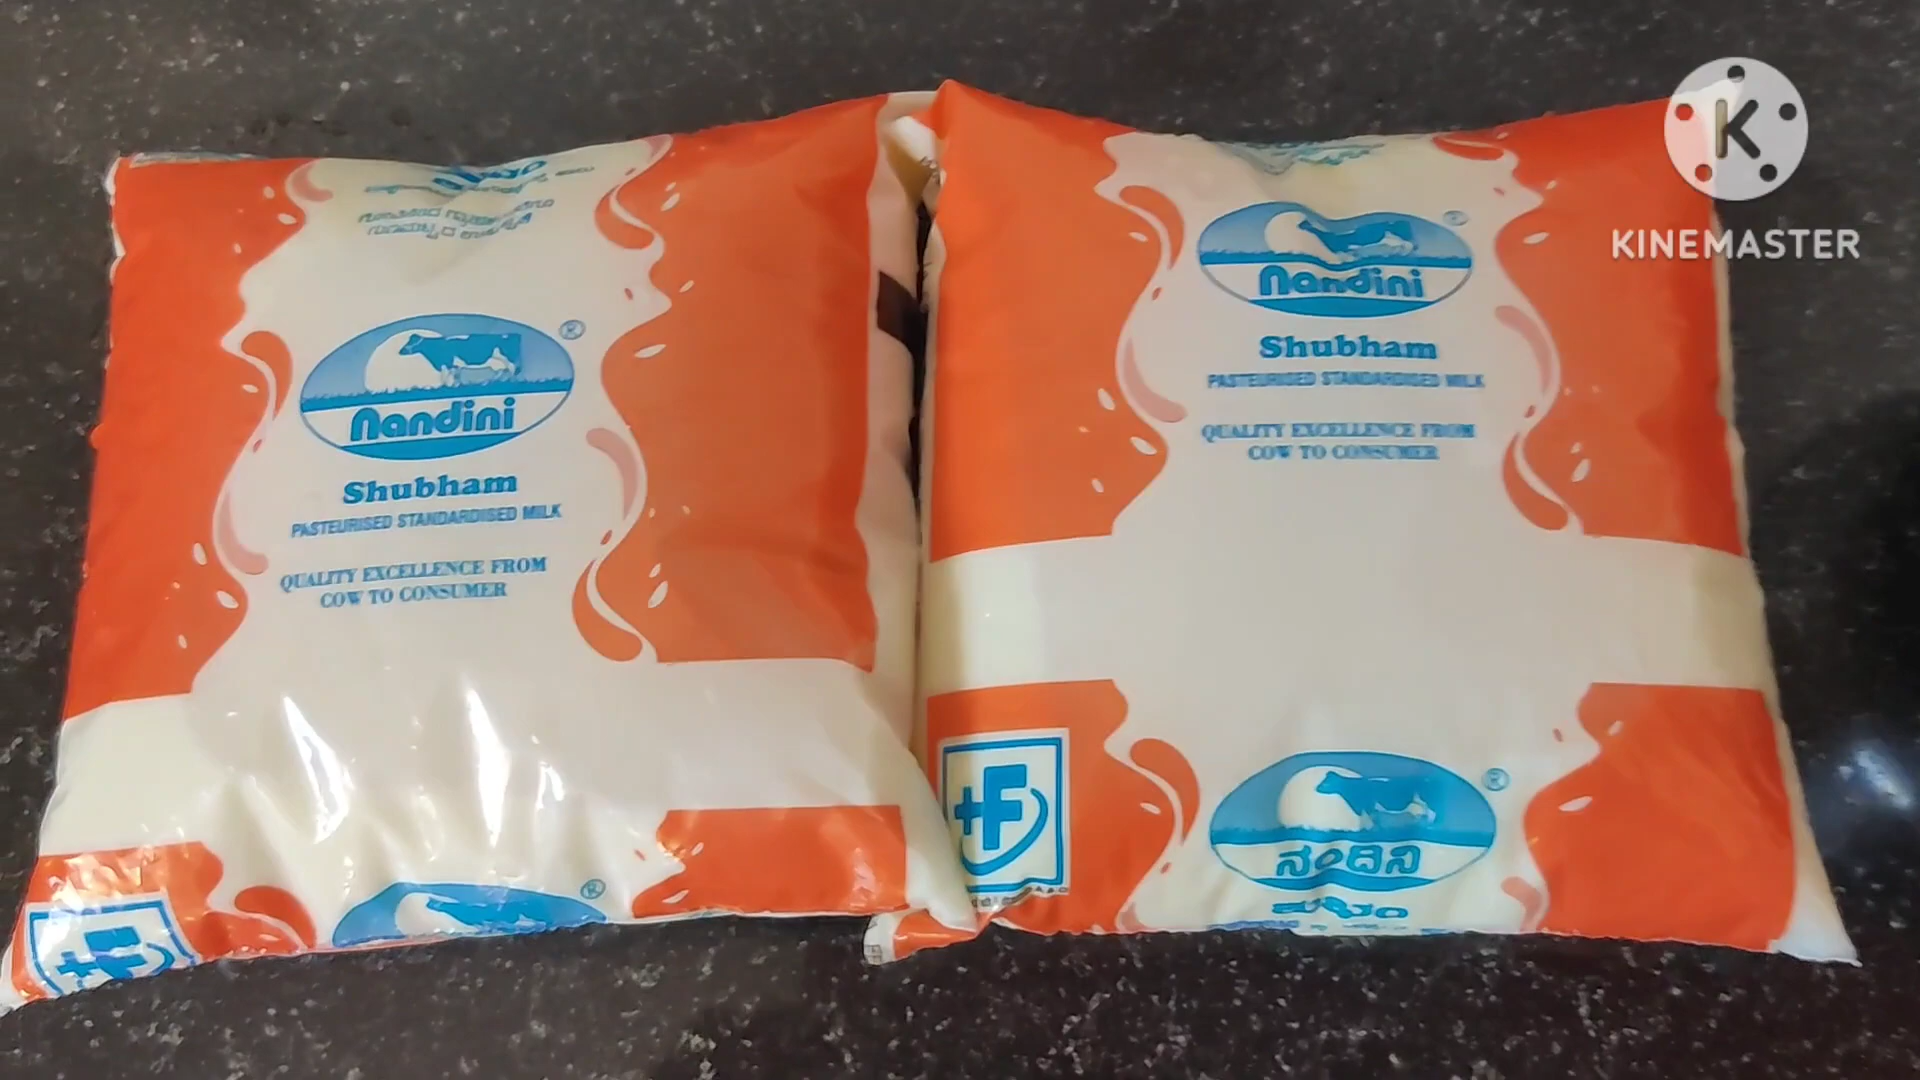 Nandini
Shubham
PASTEURISED STANDARDISED MILK
QUALITY EXCELLENCE FROM
COW TO CONSUMER
+F
Nandini
Shubham
PASTEURISED STANDARDISED MILK
QUALITY EXCELLENCE FROM
COW TO CONSUMER
+F
ನಂದಿನಿ
ಶುಭಂ
K
KINEMASTER